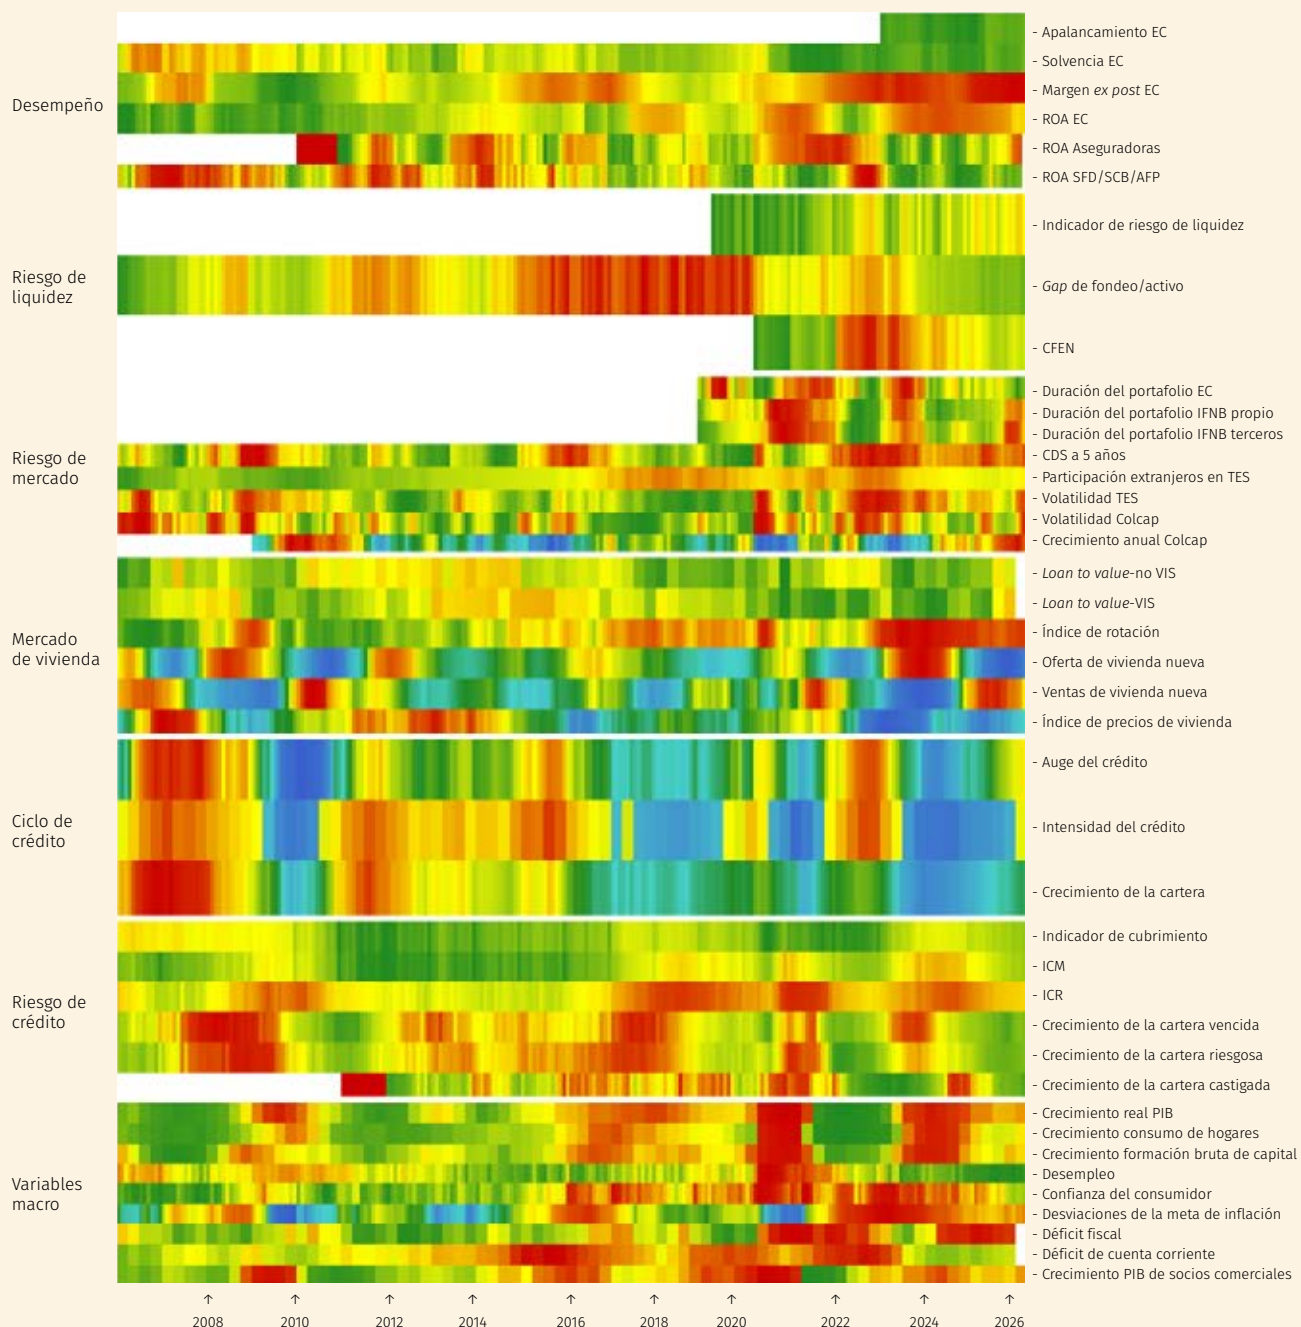 Desempeño
- Apalancamiento EC
- Solvencia EC
- Margen ex post EC
- ROA EC
- ROA Aseguradoras
- ROA SFD/SCB/AFP
Riesgo de
liquidez
- Indicador de riesgo de liquidez
- Gap de fondeo/activo
- CFEN
Riesgo de
mercado
- Duración del portafolio EC
- Duración del portafolio IFNB propio
- Duración del portafolio IFNB terceros
- CDS a 5 años
- Participación extranjeros en TES
- Volatilidad TES
- Volatilidad Colcap
- Crecimiento anual Colcap
Mercado
de vivienda
- Loan to value-no VIS
- Loan to value-VIS
- Índice de rotación
- Oferta de vivienda nueva
- Ventas de vivienda nueva
- Índice de precios de vivienda
Ciclo de
crédito
- Auge del crédito
- Intensidad del crédito
- Crecimiento de la cartera
Riesgo de
crédito
- Indicador de cubrimiento
- ICM
- ICR
- Crecimiento de la cartera vencida
- Crecimiento de la cartera riesgosa
- Crecimiento de la cartera castigada
Variables
macro
- Crecimiento real PIB
- Crecimiento consumo de hogares
- Crecimiento formación bruta de capital
- Desempleo
- Confianza del consumidor
- Desviaciones de la meta de inflación
- Déficit fiscal
- Déficit de cuenta corriente
- Crecimiento PIB de socios comerciales
↑ ↑ ↑ ↑ ↑ ↑ ↑ ↑ ↑ ↑
2008 2010 2012 2014 2016 2018 2020 2022 2024 2026